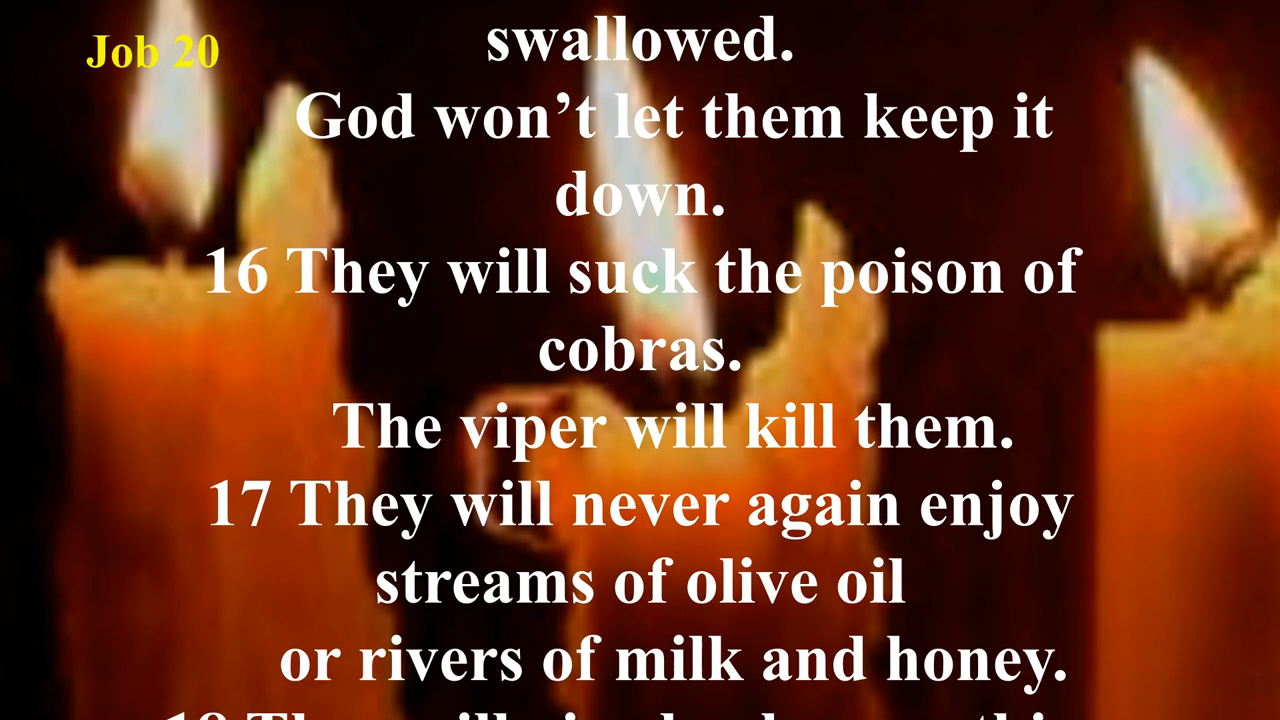 Job 20
swallowed.
God won’t let them keep it
down.
16 They will suck the poison of
cobras.
The viper will kill them.
17 They will never again enjoy
streams of olive oil
or rivers of milk and honey.